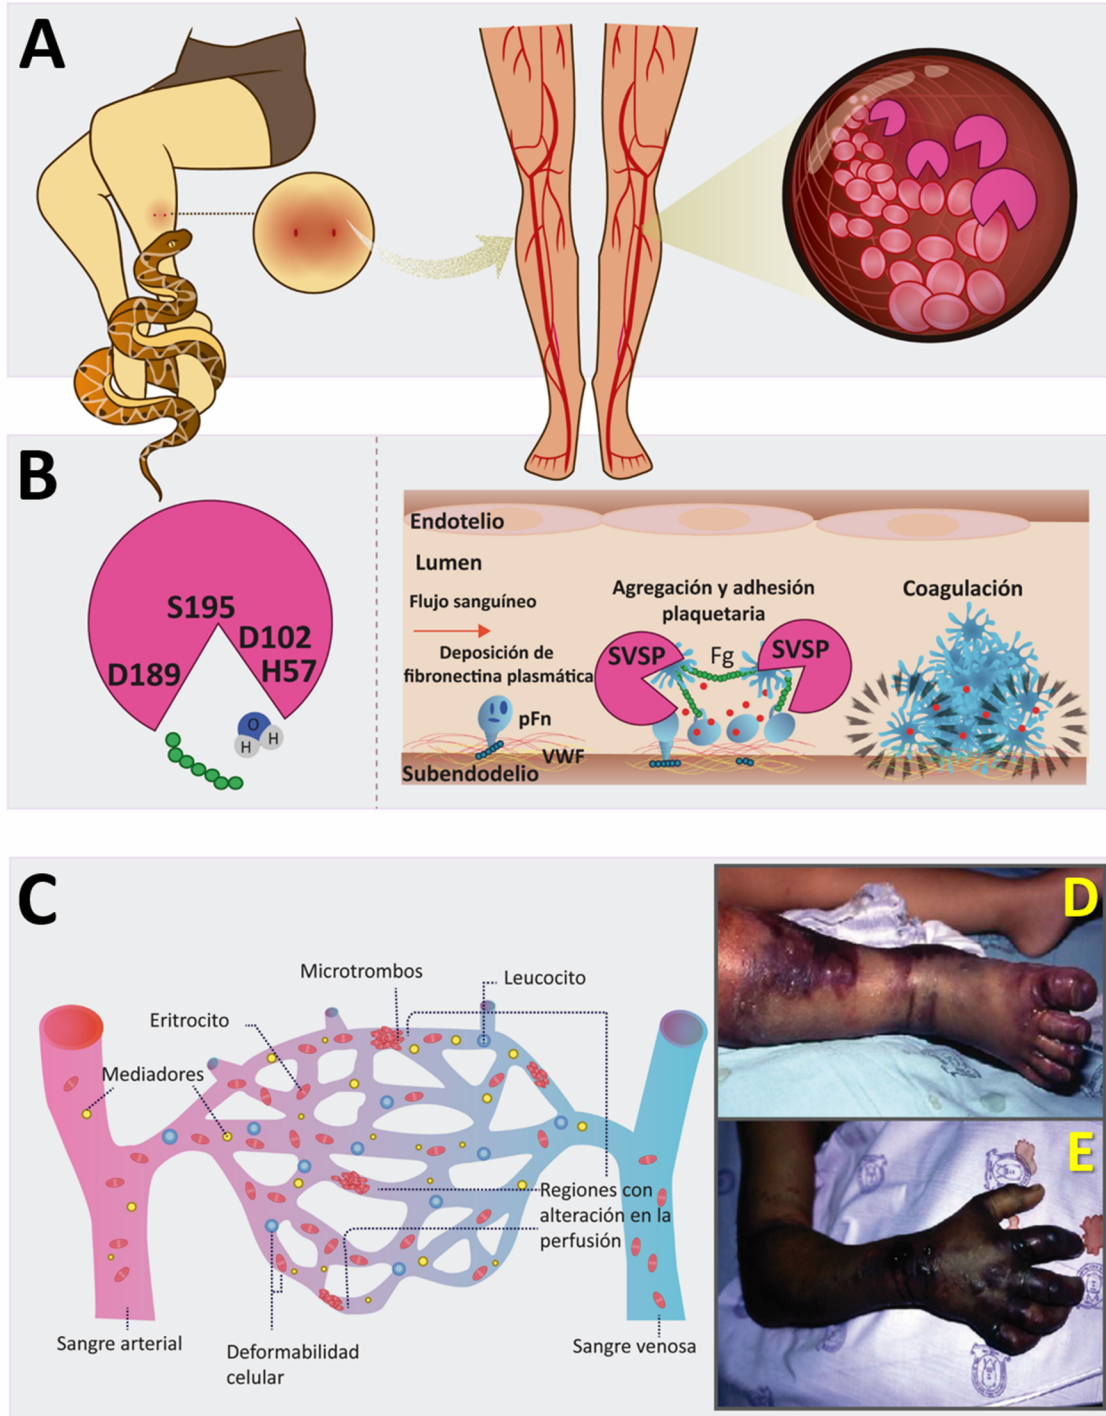 A
B
S195
D102
D189
H57
O
H
H
Endotelio
Lumen
Flujo sanguíneo
Deposición de
fibronectina plasmática
pFn
VWF
Subendodelio
Agregación y adhesión
plaquetaria
SVSP
Fg
SVSP
Coagulación
C
Microtrombos
Leucocito
Eritrocito
Mediadores
Regiones con
alteración en la
perfusión
Sangre arterial
Deformabilidad
celular
Sangre venosa
D
E